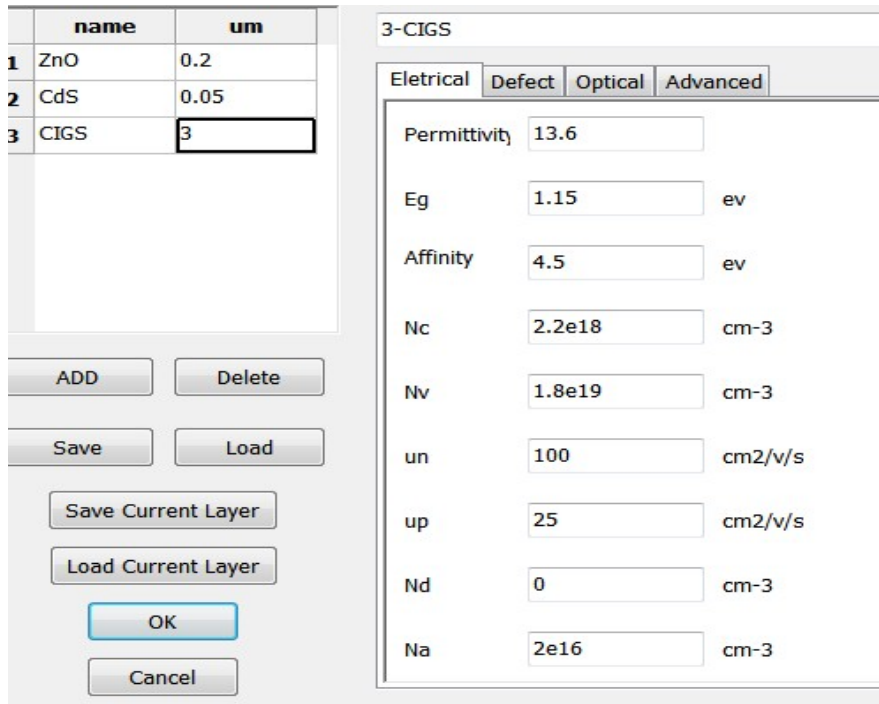 name um
1 ZnO 0.2
2 CdS 0.05
3 CIGS 3
ADD Delete
Save Load
Save Current Layer
Load Current Layer
OK
Cancel
3-CIGS
Eletrical Defect Optical Advanced
Permittivity 13.6
Eg 1.15 ev
Affinity 4.5 ev
Nc 2.2e18 cm-3
Nv 1.8e19 cm-3
un 100 cm2/v/s
up 25 cm2/v/s
Nd 0 cm-3
Na 2e16 cm-3